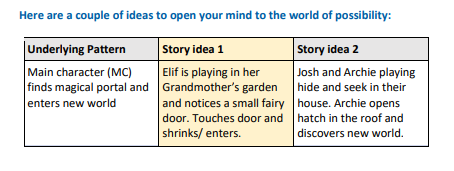 Here are a couple of ideas to open your mind to the world of possibility:
Underlying Pattern
Story idea 1
Story idea 2
Main character (MC)
finds magical portal and
enters new world
Elif is playing in her
Grandmother's garden
and notices a small fairy
door. Touches door and
shrinks/ enters.
Josh and Archie playing
hide and seek in their
house. Archie opens
hatch in the roof and
discovers new world.